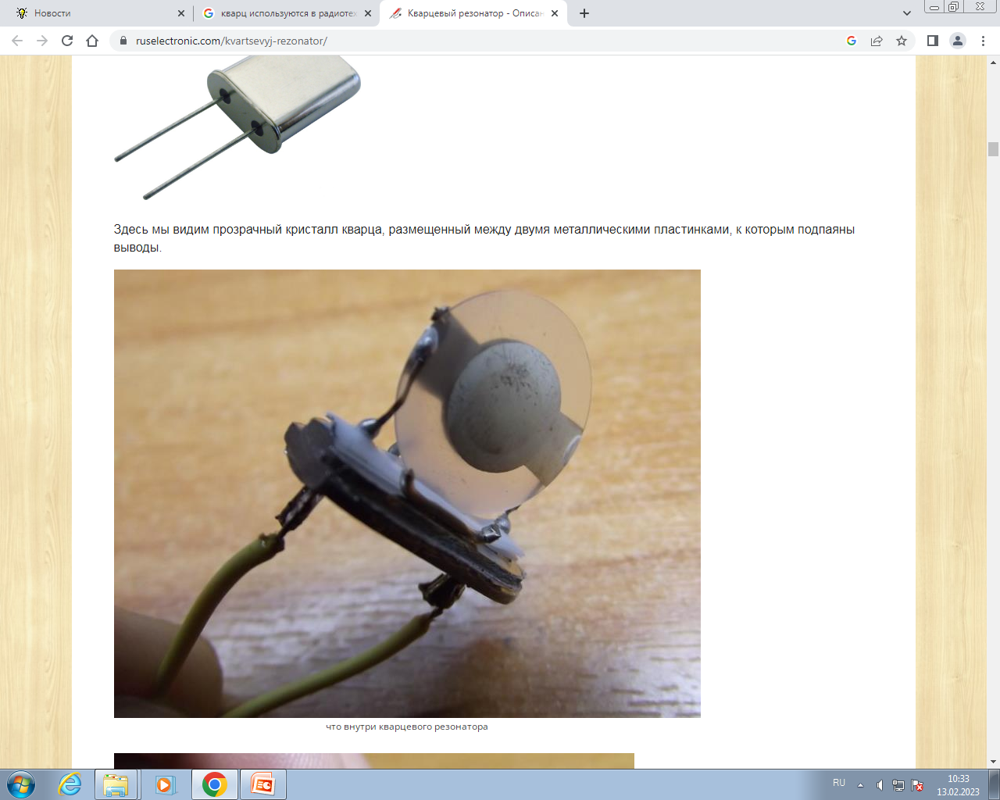 Новости
кварц используются в радиотех
Кварцевый резонатор - Описан
ruselectronic.com/kvartsevyj-rezonator/
Здесь мы видим прозрачный кристалл кварца, размещенный между двумя металлическими пластинками, к которым подпаяны
выводы.
что внутри кварцевого резонатора
RU
10:33
13.02.2023